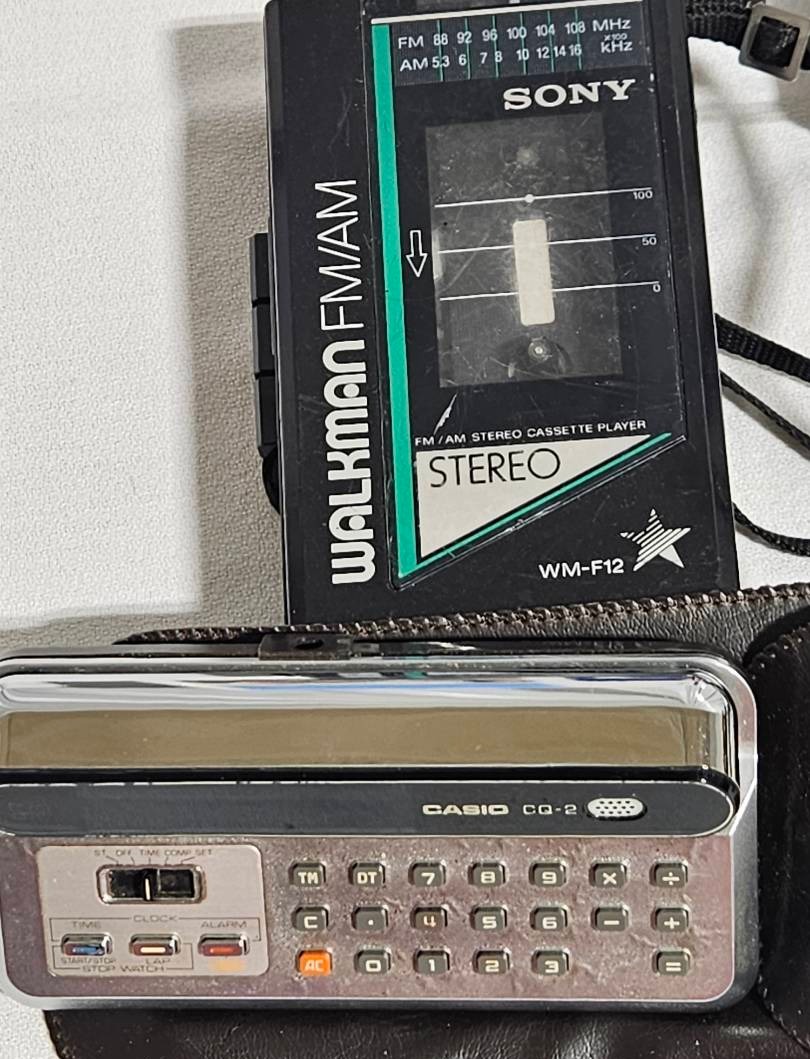 FM 88 92 96 100 104 108 MHz
AM 5.3 6 7 8 10 12 14 16 x100 kHz
SONY
100
50
0
WALKMAN FM/AM
FM/AM STEREO CASSETTE PLAYER
STEREO
WM-F12
CASIO CQ-2
ST. OFF TIME COMP SET
TIME CLOCK ALARM
START/STOP LAP
STOP WATCH
TM DT 7 8 9 × ÷
C · 4 5 6 − +
AC 0 1 2 3 =